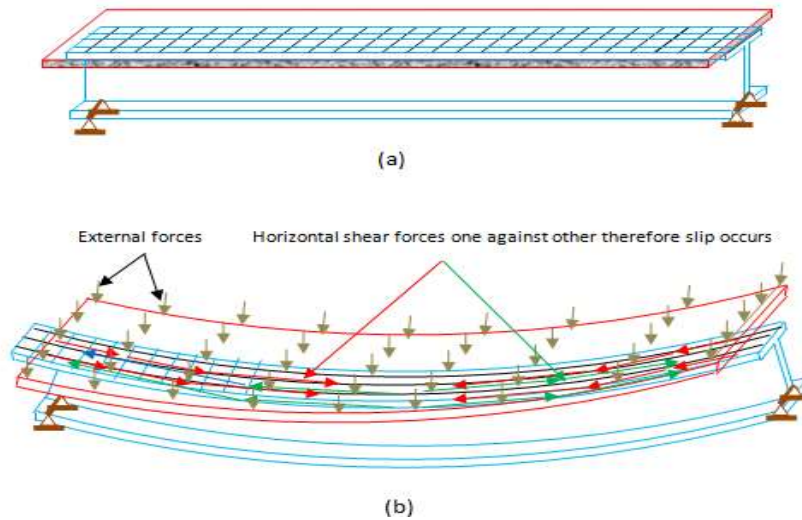 (a)
External forces
Horizontal shear forces one against other therefore slip occurs
(b)